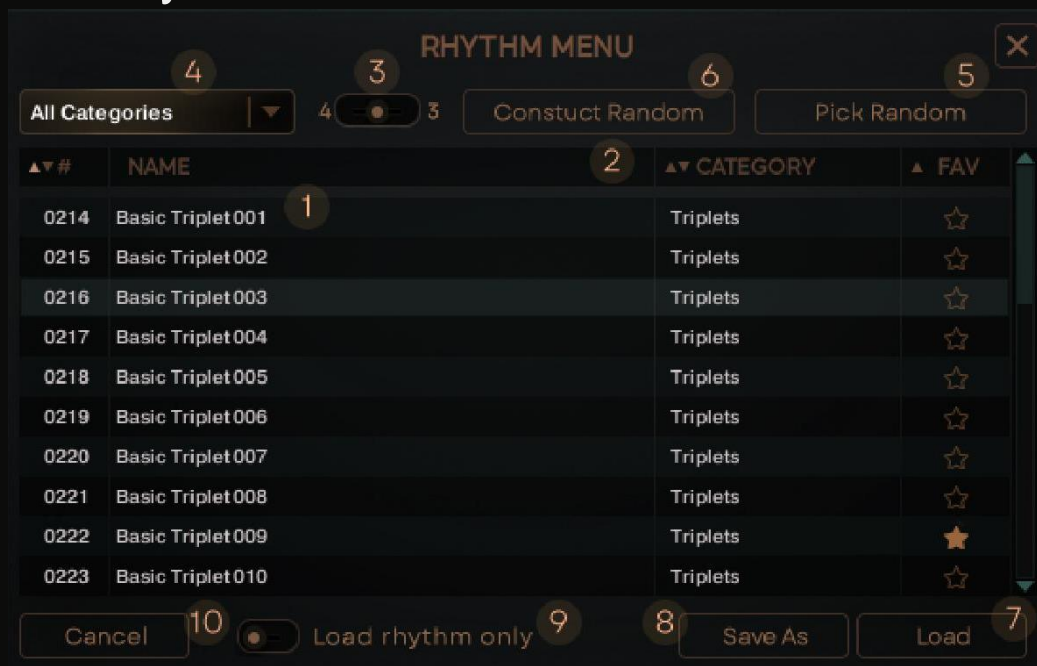 RHYTHM MENU
4 3 6 5
All Categories 4 3 Constuct Random Pick Random
# NAME 2 CATEGORY FAV
0214 Basic Triplet 001 1 Triplets
0215 Basic Triplet 002 Triplets
0216 Basic Triplet 003 Triplets
0217 Basic Triplet 004 Triplets
0218 Basic Triplet 005 Triplets
0219 Basic Triplet 006 Triplets
0220 Basic Triplet 007 Triplets
0221 Basic Triplet 008 Triplets
0222 Basic Triplet 009 Triplets
0223 Basic Triplet 010 Triplets
Cancel 10 Load rhythm only 9 8 Save As Load 7